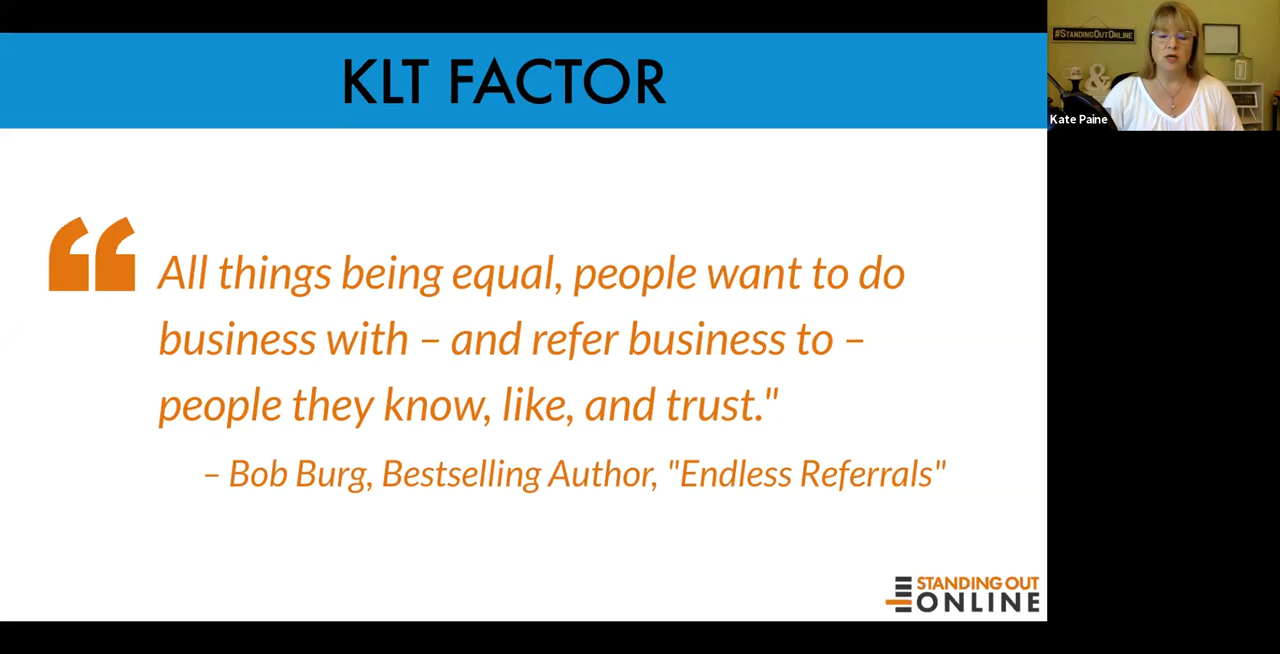 KLT FACTOR
#STANDINGOUTONLINE
&
Kate Paine
“
All things being equal, people want to do
business with – and refer business to –
people they know, like, and trust."
– Bob Burg, Bestselling Author, "Endless Referrals"
STANDING OUT
ONLINE